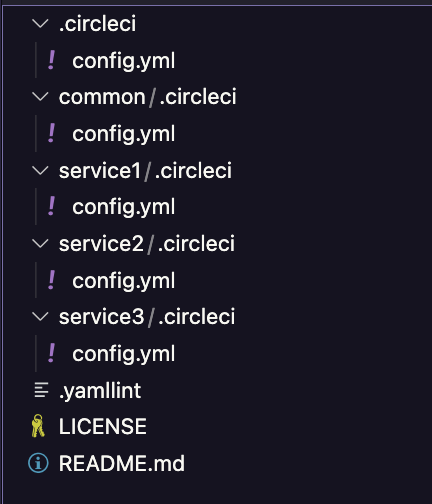 .circleci
! config.yml
common/.circleci
! config.yml
service1/.circleci
! config.yml
service2/.circleci
! config.yml
service3/.circleci
! config.yml
.yamllint
LICENSE
README.md